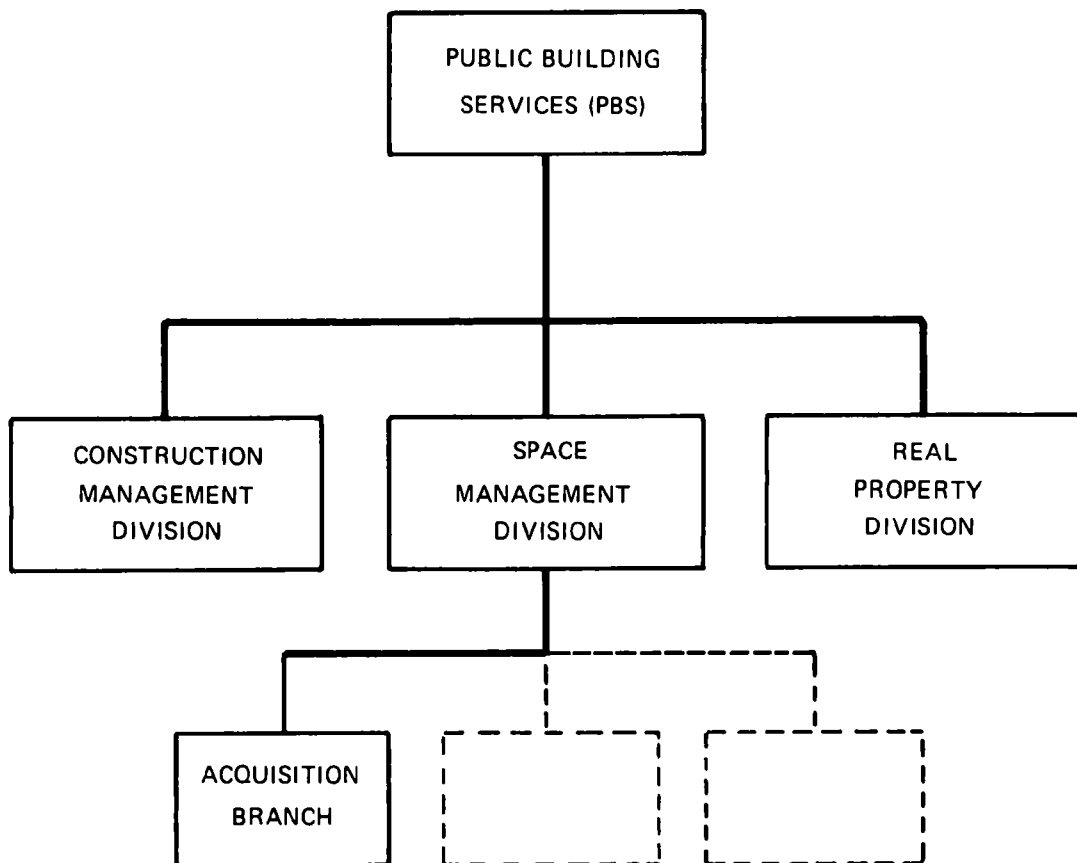 PUBLIC BUILDING
SERVICES (PBS)
CONSTRUCTION
MANAGEMENT
DIVISION
SPACE
MANAGEMENT
DIVISION
REAL
PROPERTY
DIVISION
ACQUISITION
BRANCH